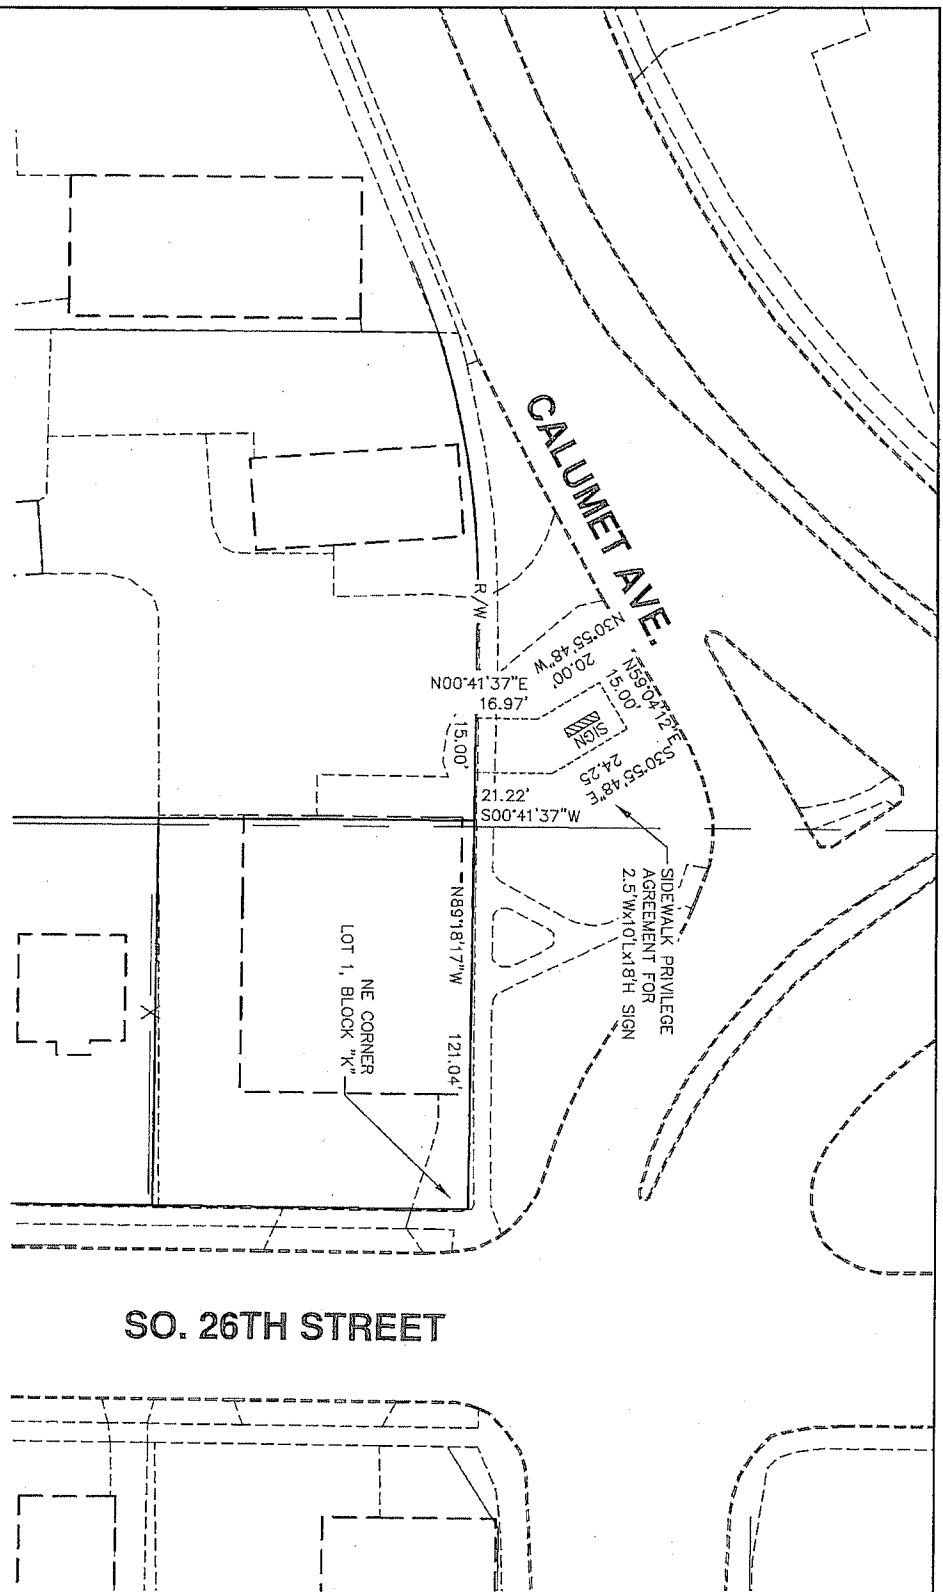 CALUMET AVE.
R/W
N30°55'48"W
20.00'
N59°04'12"E
15.00'
N00°41'37"E
16.97'
SIGN
S30°55'48"E
24.25
15.00'
21.22'
S00°41'37"W
SIDEWALK PRIVILEGE
AGREEMENT FOR
2.5'Wx10'Lx18'H SIGN
N89°18'17"W 121.04'
NE CORNER
LOT 1, BLOCK "K"
X
SO. 26TH STREET